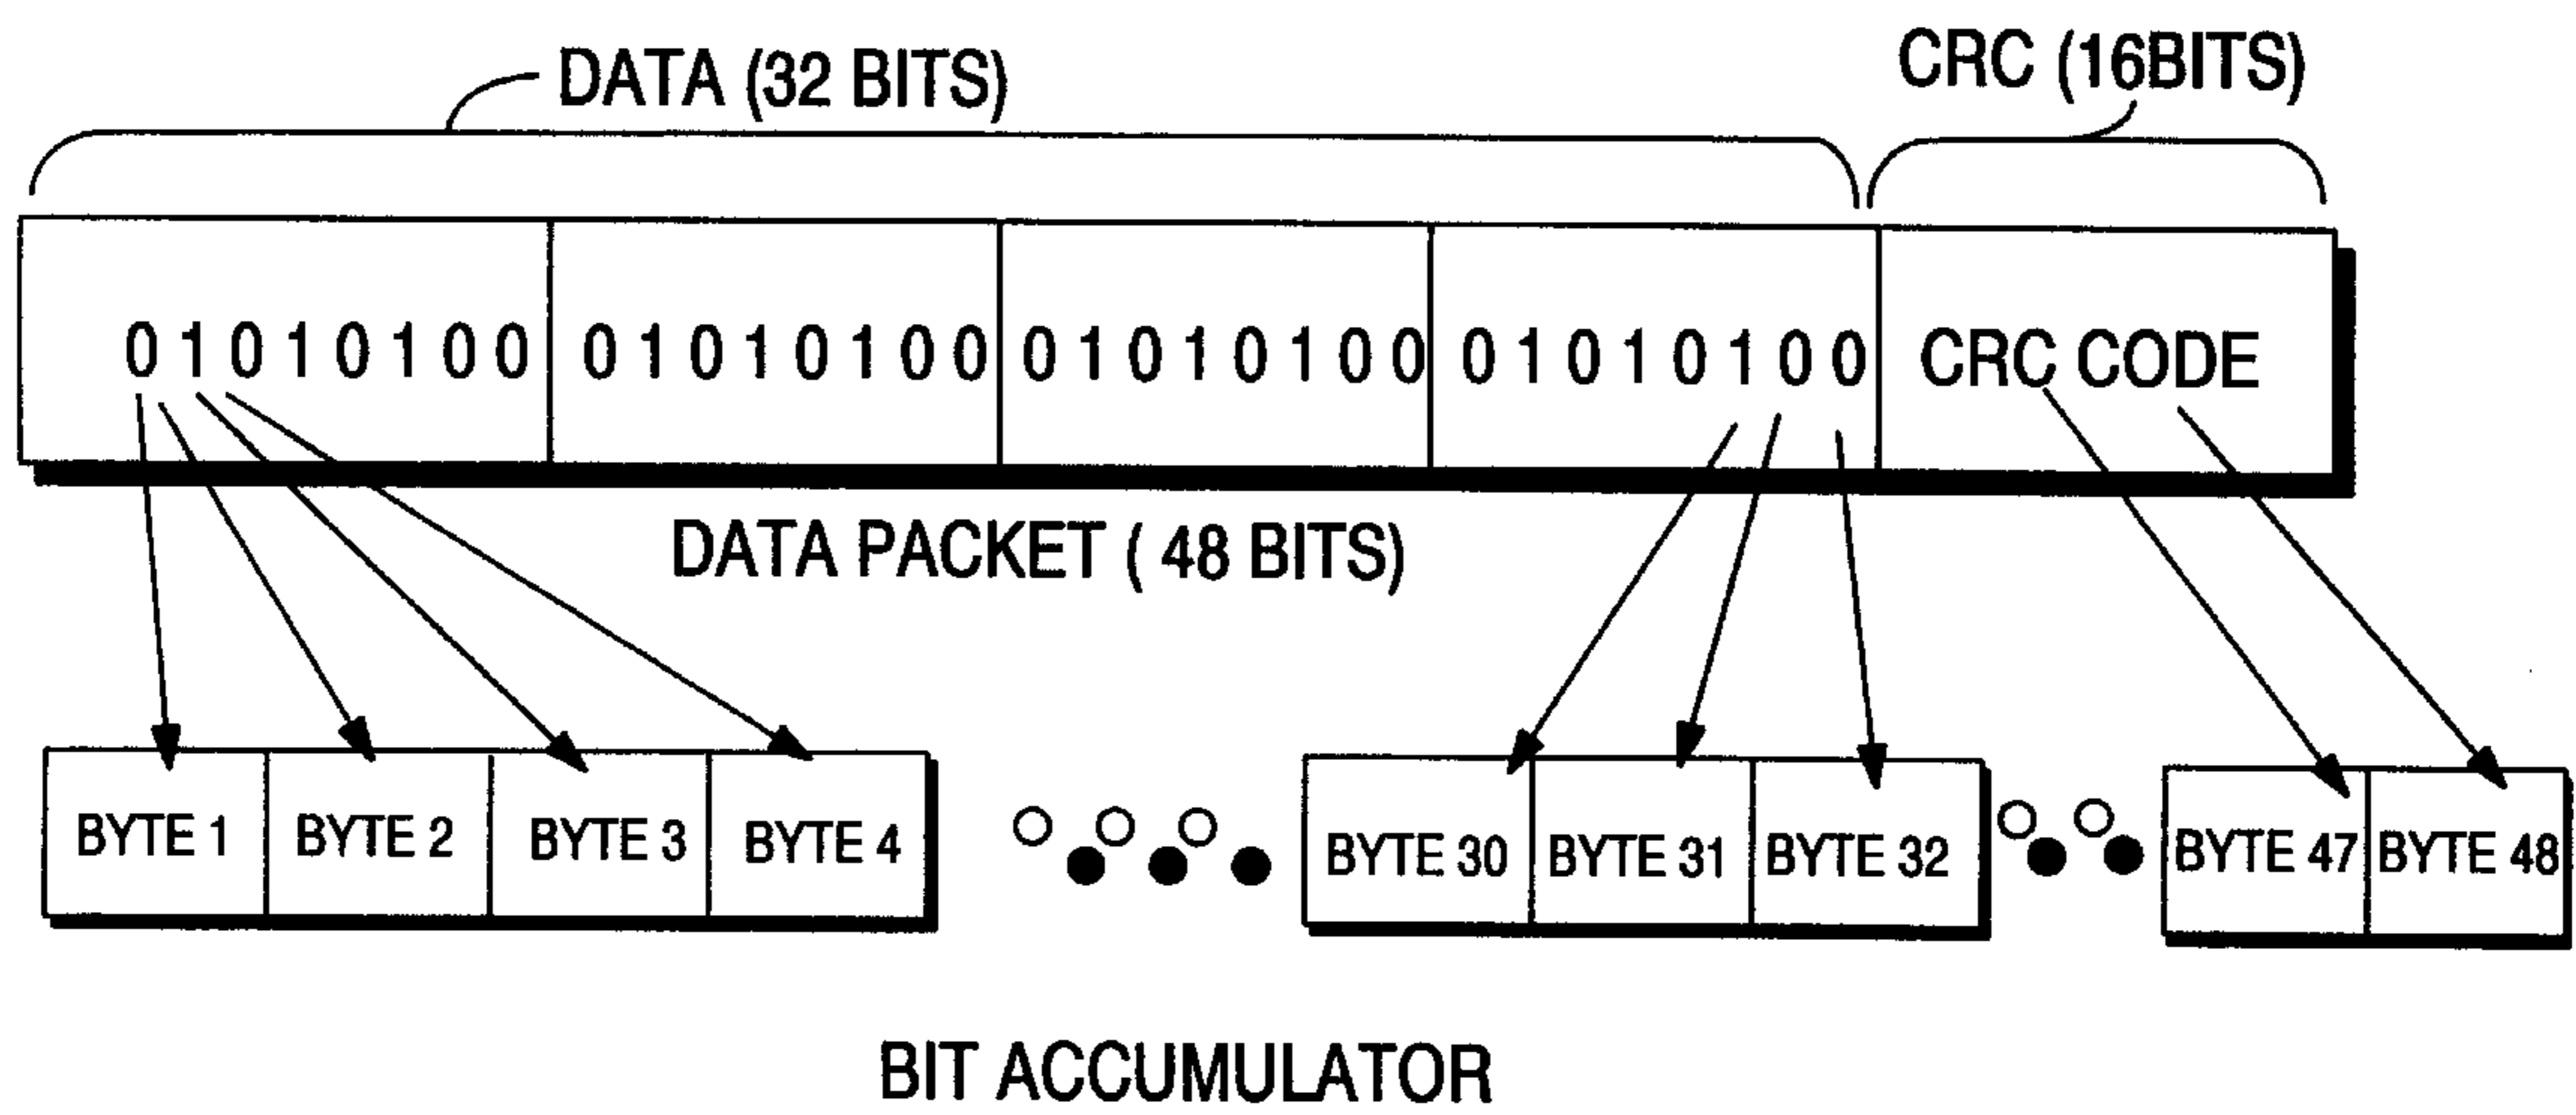 DATA (32 BITS)
CRC (16BITS)
0 1 0 1 0 1 0 0 0 1 0 1 0 1 0 0 0 1 0 1 0 1 0 0 0 1 0 1 0 1 0 0 CRC CODE
DATA PACKET ( 48 BITS)
BYTE 1 BYTE 2 BYTE 3 BYTE 4 BYTE 30 BYTE 31 BYTE 32 BYTE 47 BYTE 48
BIT ACCUMULATOR